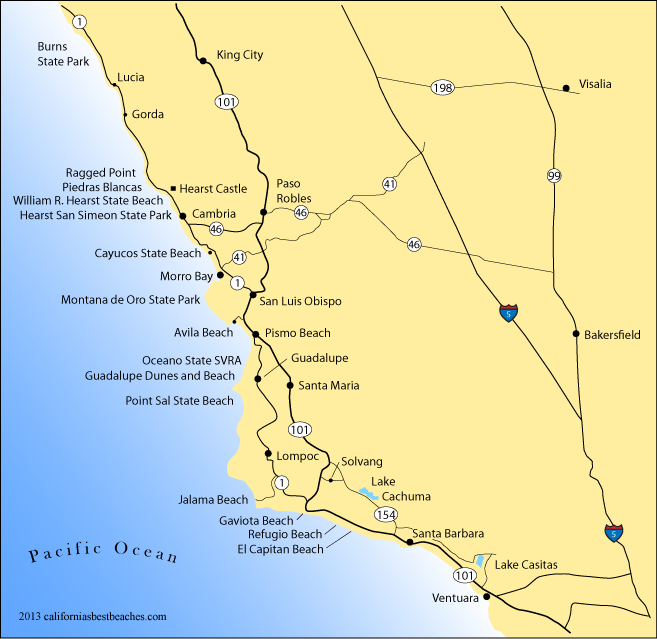 1
Burns
State Park
King City
Lucia
101
198
Visalia
Gorda
Ragged Point
Piedras Blancas
William R. Hearst State Beach
Hearst San Simeon State Park
Hearst Castle
Paso
Robles
41
99
Cambria
46
46
46
Cayucos State Beach
41
Morro Bay
1
Montana de Oro State Park
San Luis Obispo
5
Avila Beach
Pismo Beach
Bakersfield
Oceano State SVRA
Guadalupe
Guadalupe Dunes and Beach
Santa Maria
Point Sal State Beach
101
Lompoc
Solvang
1
Lake
Cachuma
Jalama Beach
154
Gaviota Beach
Refugio Beach
El Capitan Beach
Santa Barbara
5
Pacific Ocean
Lake Casitas
101
Ventuara
2013 californiasbestbeaches.com